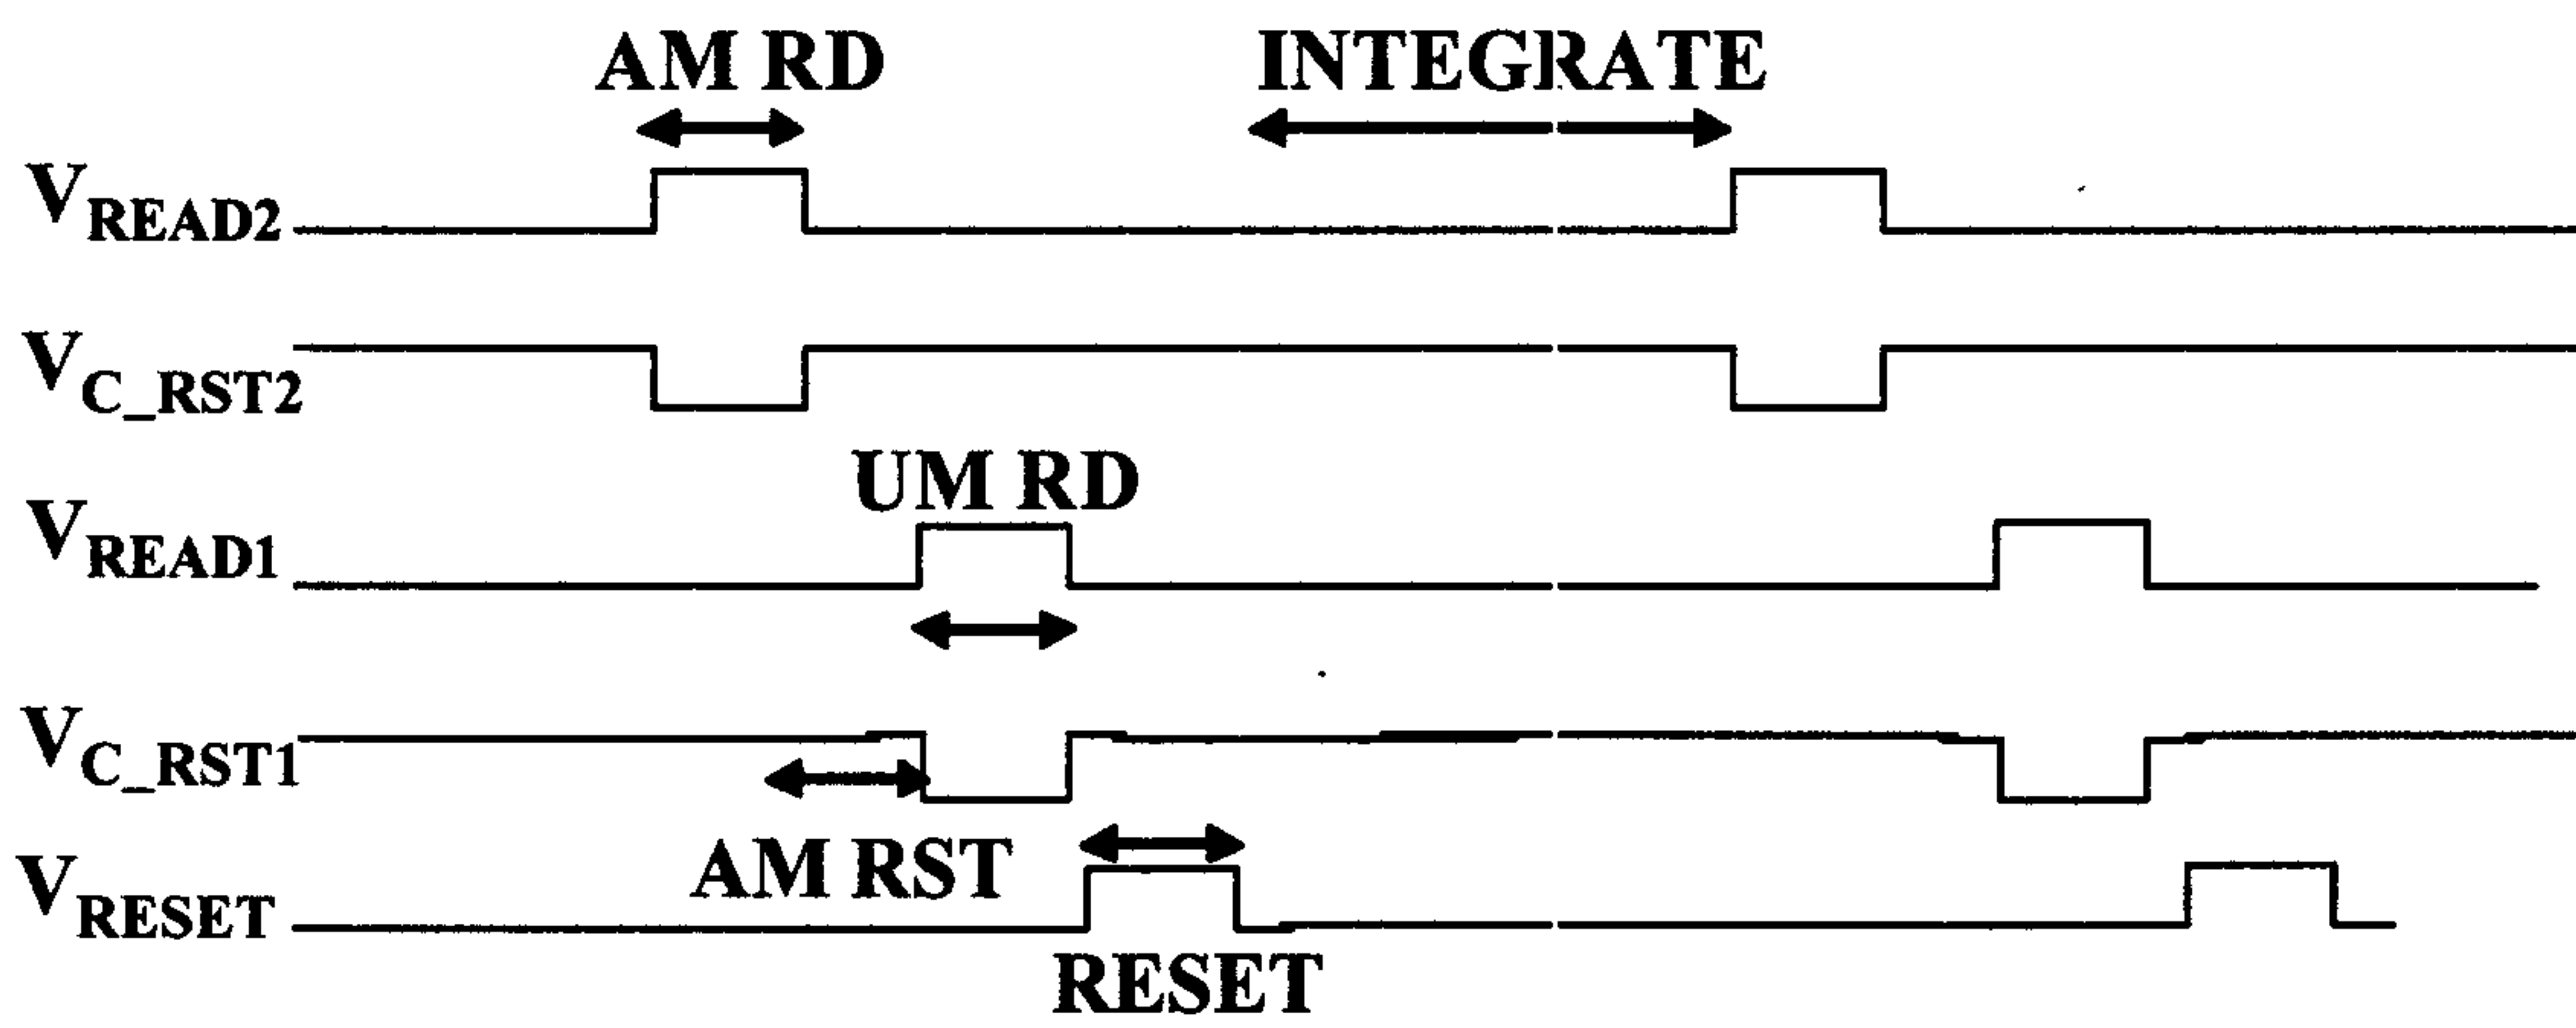 AM RD INTEGRATE
VREAD2
VC_RST2
UM RD
VREAD1
VC_RST1
AM RST
VRESET
RESET